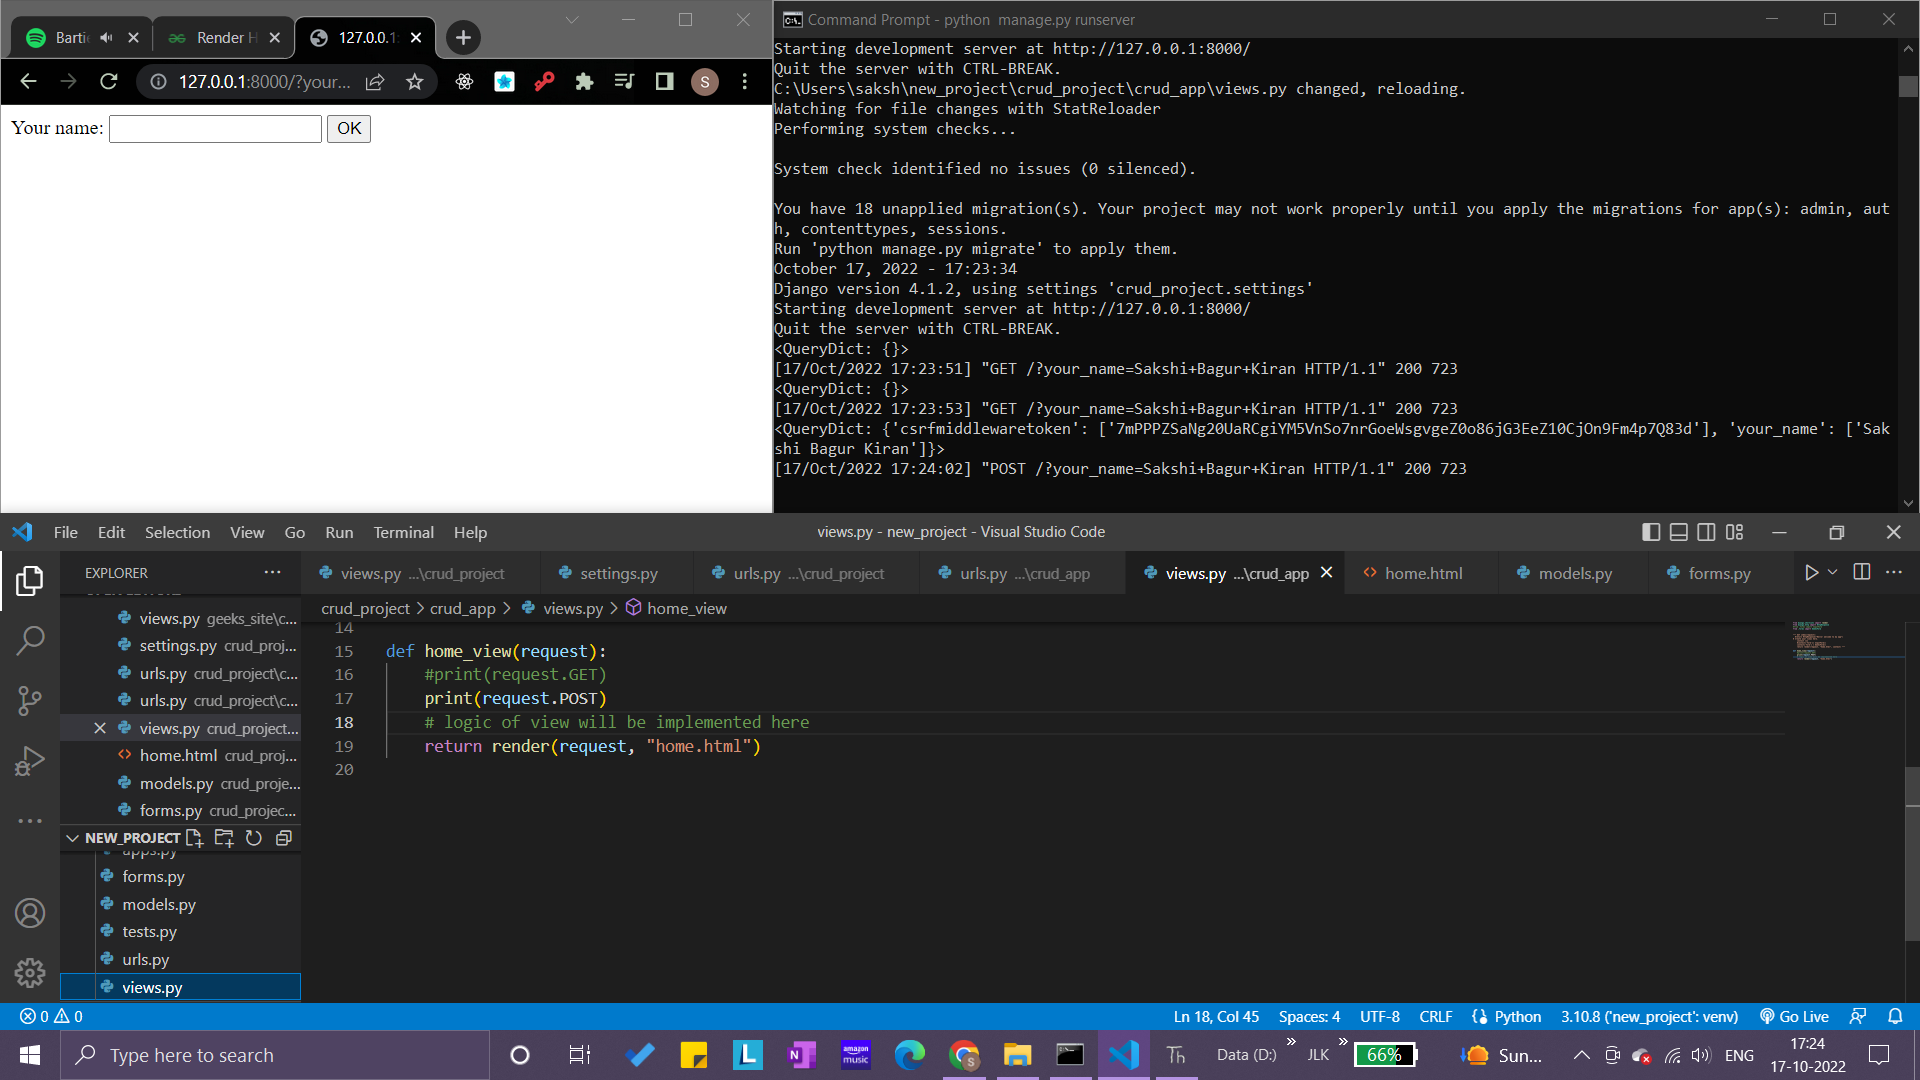 Barti
Render H
127.0.0.1:
127.0.0.1:8000/?your...
S
Your name:
OK
Command Prompt - python  manage.py runserver
Starting development server at http://127.0.0.1:8000/
Quit the server with CTRL-BREAK.
C:\Users\saksh\new_project\crud_project\crud_app\views.py changed, reloading.
Watching for file changes with StatReloader
Performing system checks...
System check identified no issues (0 silenced).
You have 18 unapplied migration(s). Your project may not work properly until you apply the migrations for app(s): admin, aut
h, contenttypes, sessions.
Run 'python manage.py migrate' to apply them.
October 17, 2022 - 17:23:34
Django version 4.1.2, using settings 'crud_project.settings'
Starting development server at http://127.0.0.1:8000/
Quit the server with CTRL-BREAK.
<QueryDict: {}>
[17/Oct/2022 17:23:51] "GET /?your_name=Sakshi+Bagur+Kiran HTTP/1.1" 200 723
<QueryDict: {}>
[17/Oct/2022 17:23:53] "GET /?your_name=Sakshi+Bagur+Kiran HTTP/1.1" 200 723
<QueryDict: {'csrfmiddlewaretoken': ['7mPPPZSaNg20UaRCgiYM5VnSo7nrGoeWsgvgeZ0o86jG3EeZ10CjOn9Fm4p7Q83d'], 'your_name': ['Sak
shi Bagur Kiran']}>
[17/Oct/2022 17:24:02] "POST /?your_name=Sakshi+Bagur+Kiran HTTP/1.1" 200 723
File Edit Selection View Go Run Terminal Help
views.py - new_project - Visual Studio Code
EXPLORER
views.py ...\crud_project
settings.py
urls.py ...\crud_project
urls.py ...\crud_app
views.py ...\crud_app
home.html
models.py
forms.py
crud_project > crud_app > views.py > home_view
views.py geeks_site\c...
settings.py crud_proj...
urls.py crud_project\c...
urls.py crud_project\c...
views.py crud_project...
home.html crud_proj...
models.py crud_proje...
forms.py crud_projec...
NEW_PROJECT
apps.py
forms.py
models.py
tests.py
urls.py
views.py
14
15 def home_view(request):
16 #print(request.GET)
17 print(request.POST)
18 # logic of view will be implemented here
19 return render(request, "home.html")
20
0 0
Ln 18, Col 45
Spaces: 4
UTF-8
CRLF
Python
3.10.8 ('new_project': venv)
Go Live
Type here to search
amazon music
Data (D:)
JLK
66%
Sun...
ENG
17:24
17-10-2022